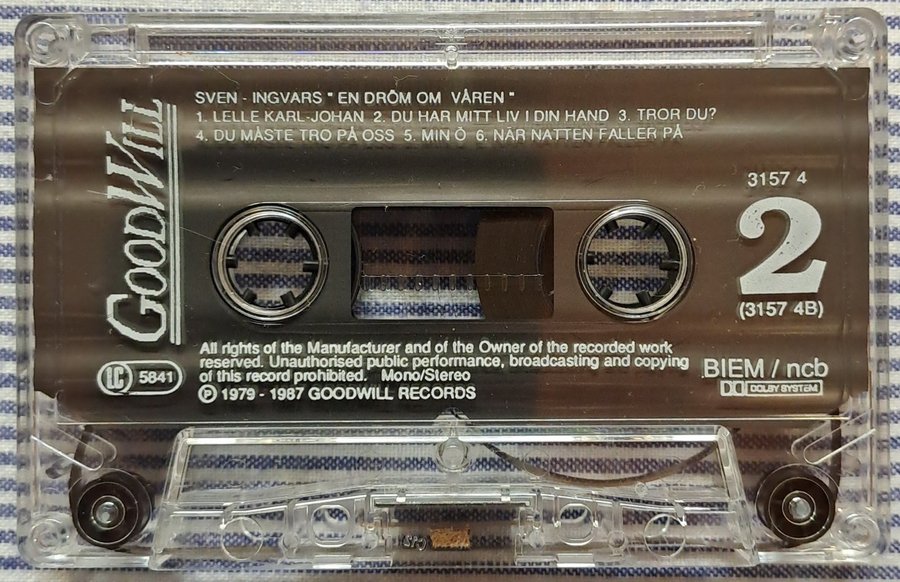 SVEN - INGVARS " EN DRÖM OM VÅREN "
1. LELLE KARL-JOHAN 2. DU HAR MITT LIV I DIN HAND 3. TROR DU?
4. DU MÅSTE TRO PÅ OSS 5. MIN Ö 6. NÄR NATTEN FALLER PÅ
GOODWILL
3157 4
2
(3157 4B)
All rights of the Manufacturer and of the Owner of the recorded work
reserved. Unauthorised public performance, broadcasting and copying
of this record prohibited. Mono/Stereo
Ⓟ 1979 - 1987 GOODWILL RECORDS
LC 5841
BIEM / ncb
DOLBY SYSTEM